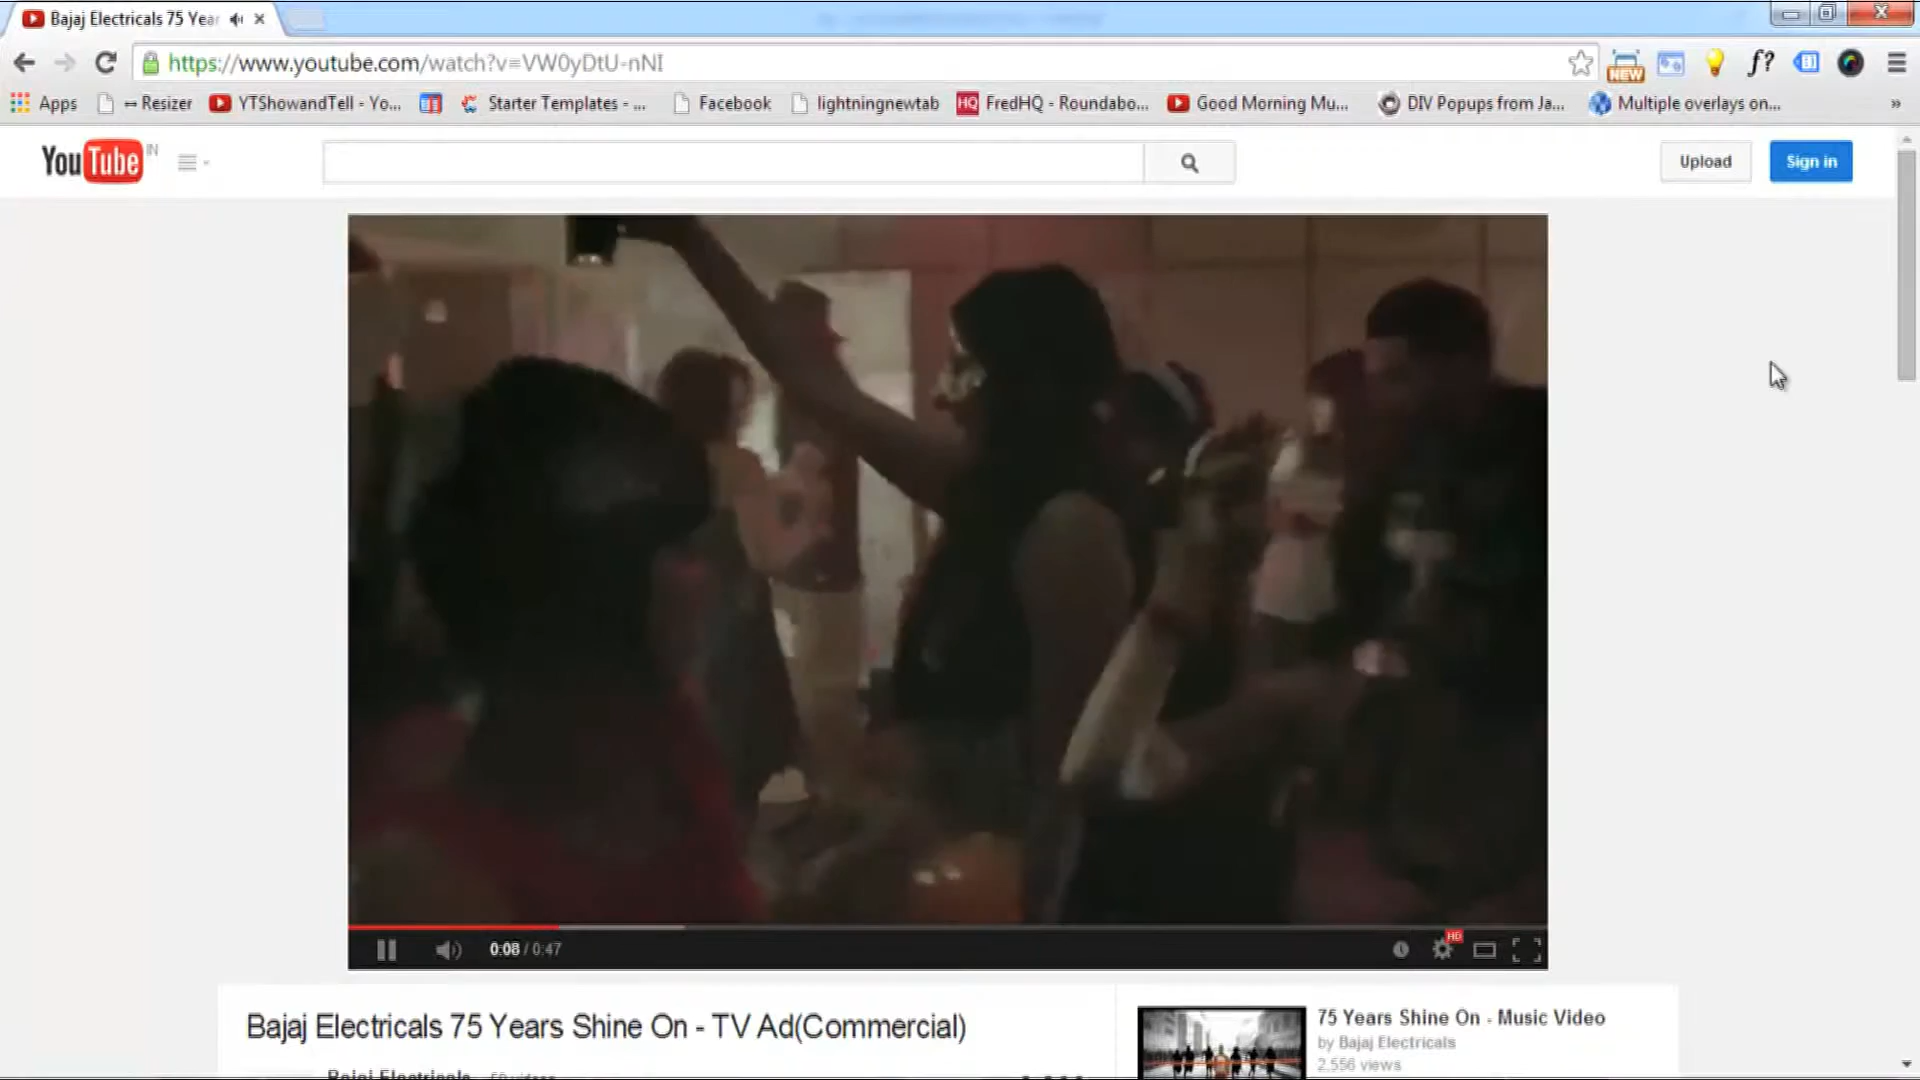 Bajaj Electricals 75 Year
https://www.youtube.com/watch?v=VW0yDtU-nNI
NEW
f?
Apps
↔ Resizer
YTShowandTell - Yo...
Starter Templates - ...
Facebook
lightningnewtab
HQ
FredHQ - Roundabo...
Good Morning Mu...
DIV Popups from Ja...
Multiple overlays on...
»
YouTube IN
Upload
Sign in
0:08 / 0:47
HD
Bajaj Electricals 75 Years Shine On - TV Ad(Commercial)
75 Years Shine On - Music Video
by Bajaj Electricals
2,556 views
Bajaj Electricals